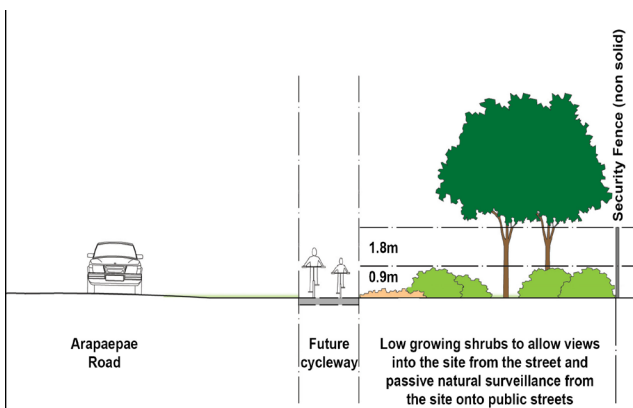 Security Fence (non solid)
1.8m
0.9m
Arapaepae
Road
Future
cycleway
Low growing shrubs to allow views
into the site from the street and
passive natural surveillance from
the site onto public streets